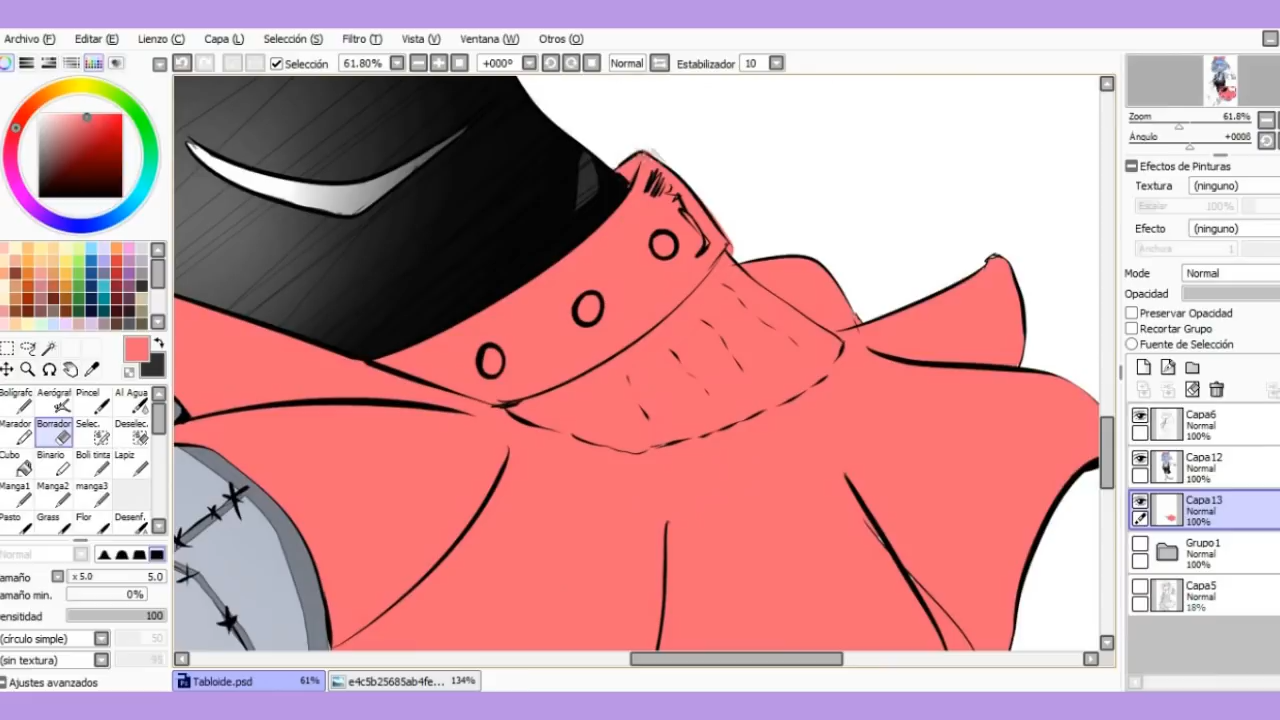 Archivo (F) Editar (E) Lienzo (C) Capa (L) Selección (S) Filtro (T) Vista (V) Ventana (W) Otros (O)
Selección 61.80% +000º Normal Estabilizador 10
Zoom 61.8%
Ángulo +000ß
Efectos de Pinturas
Textura (ninguno)
Escalar 100%
Efecto (ninguno)
Anchura 1
Mode Normal
Opacidad
Preservar Opacidad
Recortar Grupo
Fuente de Selección
Bolígrafc Aerógraf Pincel Al Agua
Marador Borrador Selec. Deselec.
Cubo Binario Boli tinta Lapiz
Manga1 Manga2 manga3
Pasto Grass Flor Desenf.
Normal
amaño x 5.0 5.0
amaño min. 0%
ensitidad 100
(círculo simple) 50
(sin textura) 95
Ajustes avanzados
Capa6
Normal
100%
Capa12
Normal
100%
Capa13
Normal
100%
Grupo1
Normal
100%
Capa5
Normal
18%
Tabloide.psd 61% e4c5b25685ab4fe... 134%